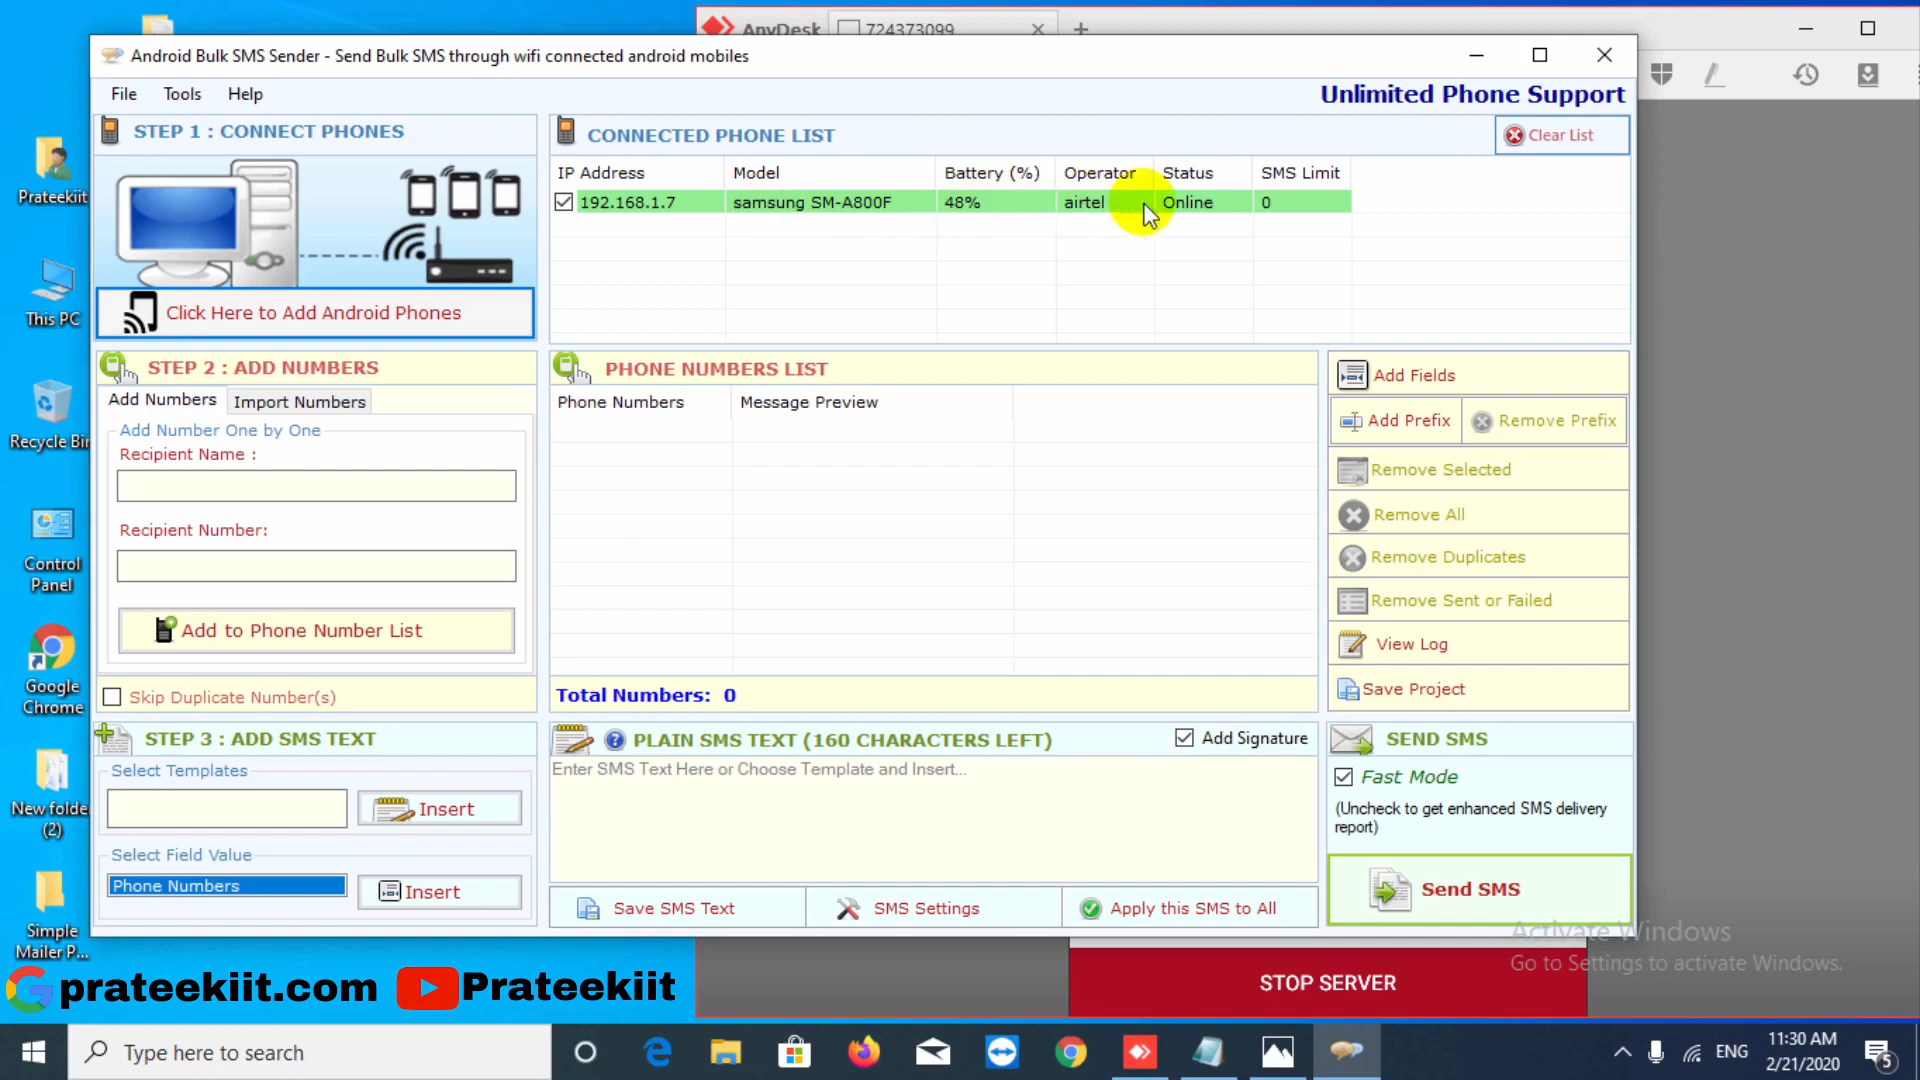 AnyDesk
724373099
Android Bulk SMS Sender - Send Bulk SMS through wifi connected android mobiles
File Tools Help
Unlimited Phone Support
STEP 1 : CONNECT PHONES
Click Here to Add Android Phones
CONNECTED PHONE LIST
Clear List
IP Address Model Battery (%) Operator Status SMS Limit
192.168.1.7 samsung SM-A800F 48% airtel Online 0
STEP 2 : ADD NUMBERS
Add Numbers Import Numbers
Add Number One by One
Recipient Name :
Recipient Number:
Add to Phone Number List
Skip Duplicate Number(s)
PHONE NUMBERS LIST
Phone Numbers Message Preview
Total Numbers: 0
Add Fields
Add Prefix Remove Prefix
Remove Selected
Remove All
Remove Duplicates
Remove Sent or Failed
View Log
Save Project
STEP 3 : ADD SMS TEXT
Select Templates
Insert
Select Field Value
Phone Numbers
Insert
PLAIN SMS TEXT (160 CHARACTERS LEFT)
Add Signature
Enter SMS Text Here or Choose Template and Insert...
Save SMS Text SMS Settings Apply this SMS to All
SEND SMS
Fast Mode
(Uncheck to get enhanced SMS delivery
report)
Send SMS
Activate Windows
Go to Settings to activate Windows.
STOP SERVER
Prateekiit
This PC
Recycle Bin
Control
Panel
Google
Chrome
New folde
(2)
Simple
Mailer P...
prateekiit.com
Prateekiit
Type here to search
ENG
11:30 AM
2/21/2020
5